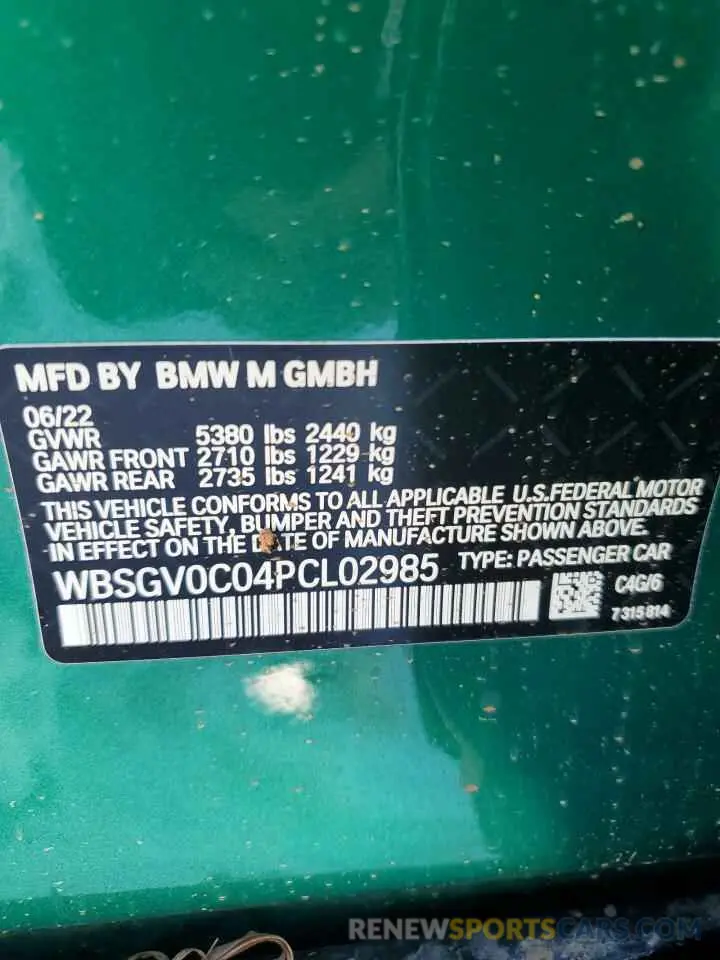 MFD BY BMW M GMBH
06/22
GVWR 5380 lbs 2440 kg
GAWR FRONT 2710 lbs 1229 kg
GAWR REAR 2735 lbs 1241 kg
THIS VEHICLE CONFORMS TO ALL APPLICABLE U.S.FEDERAL MOTOR
VEHICLE SAFETY, BUMPER AND THEFT PREVENTION STANDARDS
IN EFFECT ON THE DATE OF MANUFACTURE SHOWN ABOVE.
WBSGV0C04PCL02985 TYPE: PASSENGER CAR
C4G/6
7315814
RENEWSPORTSCARS.COM